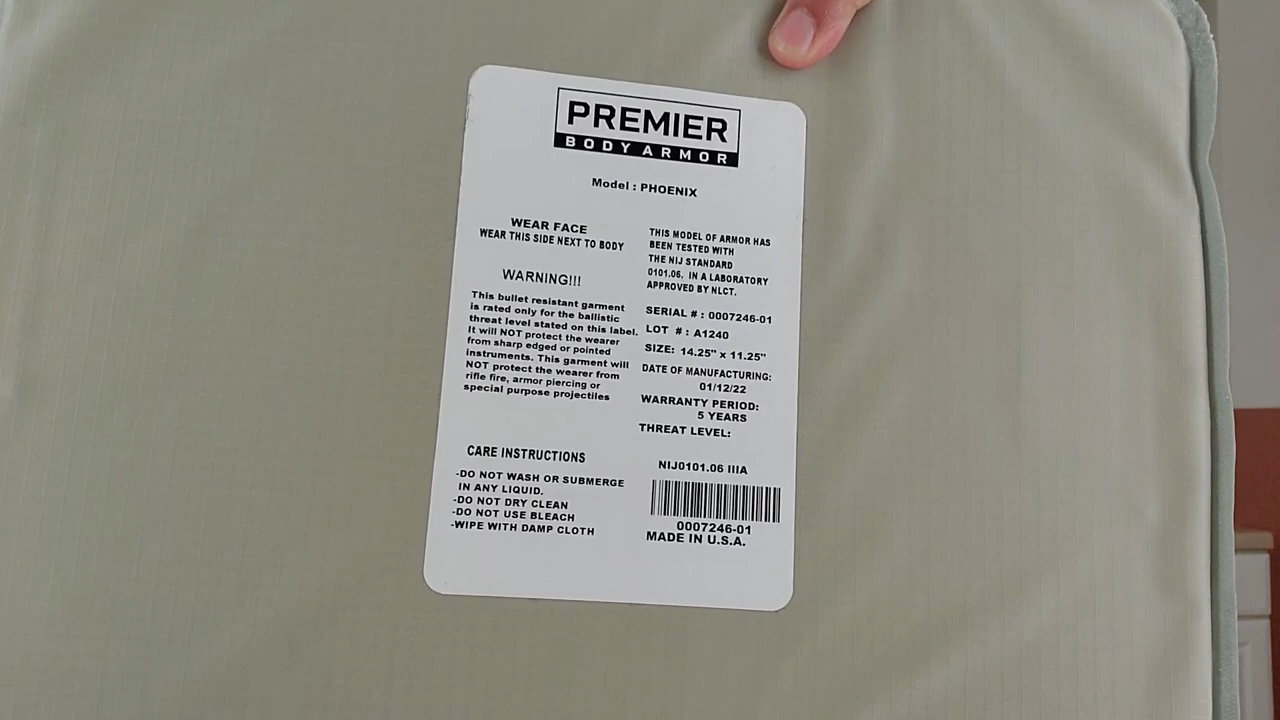 PREMIER
BODY ARMOR
Model : PHOENIX
WEAR FACE
WEAR THIS SIDE NEXT TO BODY
WARNING!!!
This bullet resistant garment
is rated only for the ballistic
threat level stated on this label.
It will NOT protect the wearer
from sharp edged or pointed
instruments. This garment will
NOT protect the wearer from
rifle fire, armor piercing or
special purpose projectiles
CARE INSTRUCTIONS
-DO NOT WASH OR SUBMERGE
IN ANY LIQUID.
-DO NOT DRY CLEAN
-DO NOT USE BLEACH
-WIPE WITH DAMP CLOTH
THIS MODEL OF ARMOR HAS
BEEN TESTED WITH
THE NIJ STANDARD
0101.06. IN A LABORATORY
APPROVED BY NLCT.
SERIAL # : 0007246-01
LOT # : A1240
SIZE: 14.25" x 11.25"
DATE OF MANUFACTURING:
01/12/22
WARRANTY PERIOD:
5 YEARS
THREAT LEVEL:
NIJ0101.06 IIIA
0007246-01
MADE IN U.S.A.